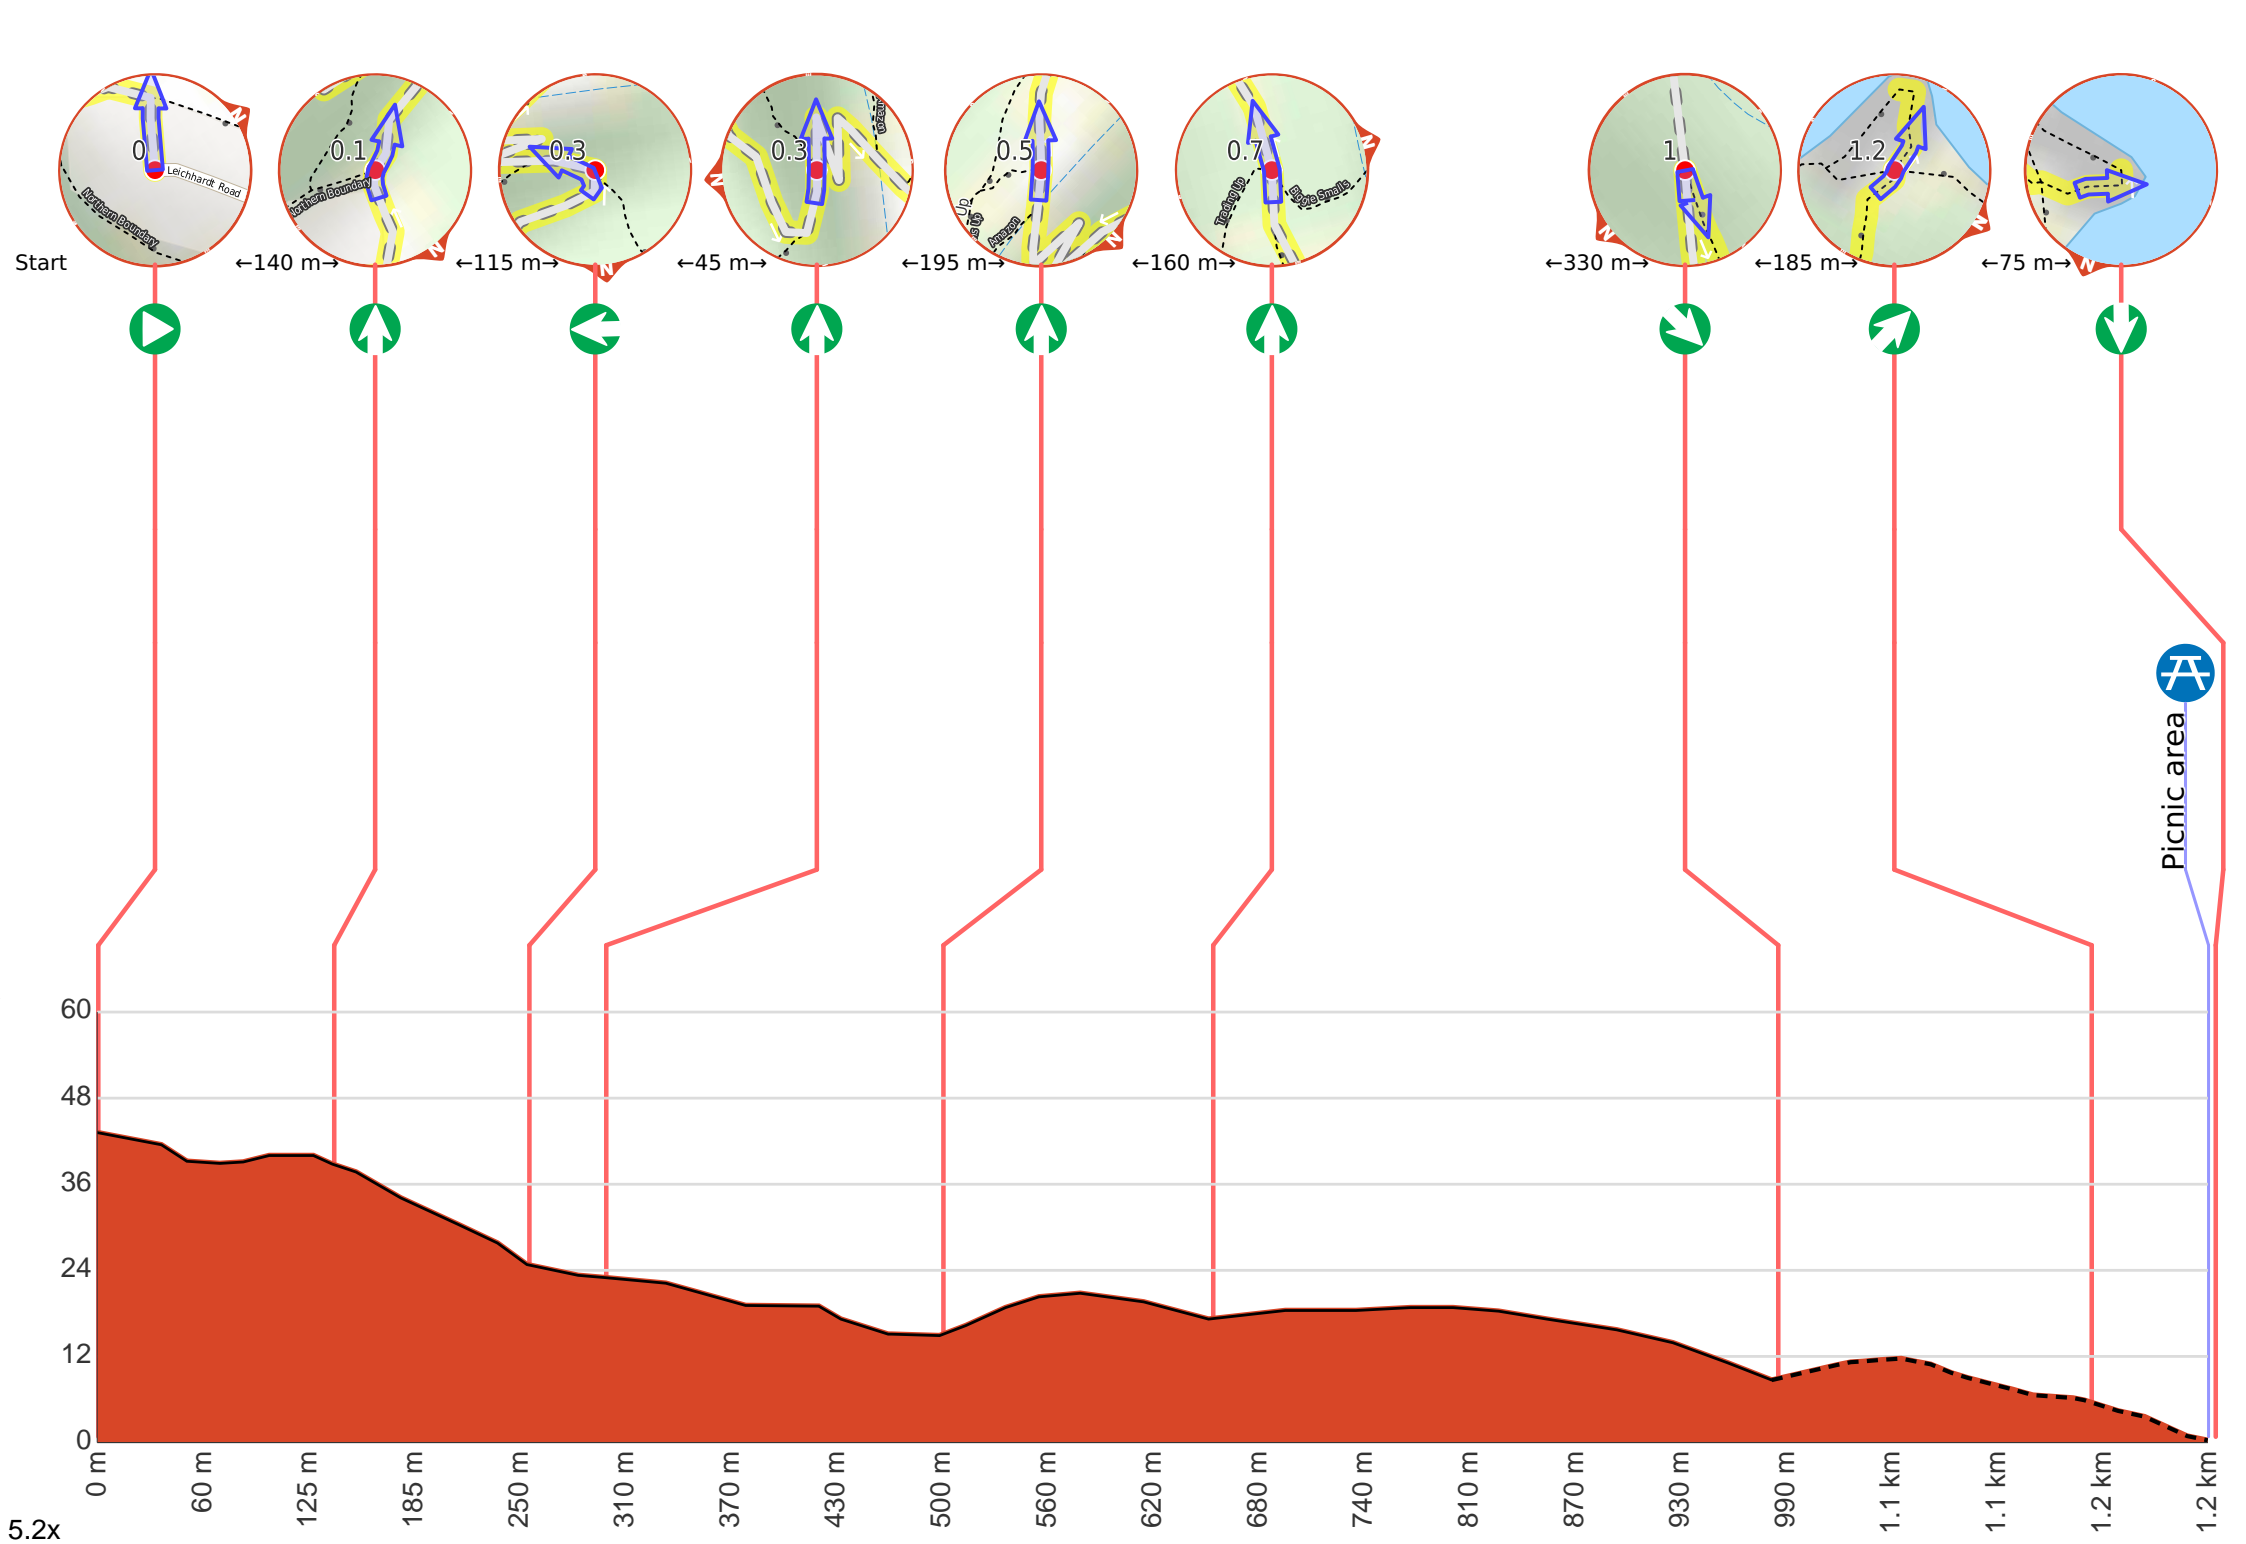 N
N
N
N
N
N
N
N
N
0
Leichhardt Road
Northern Boundary
0.1
Northern Boundary
0.3
0.3
Amazon
0.5
Up
s Up
Amazon
0.7
Trading Up
Biggie Smalls
1
1.2
Start
←140 m→
←115 m→
←45 m→
←195 m→
←160 m→
←330 m→
←185 m→
←75 m→
Picnic area
60
48
36
24
12
0
0 m
60 m
125 m
185 m
250 m
310 m
370 m
430 m
500 m
560 m
620 m
680 m
740 m
810 m
870 m
930 m
990 m
1.1 km
1.1 km
1.2 km
1.2 km
5.2x